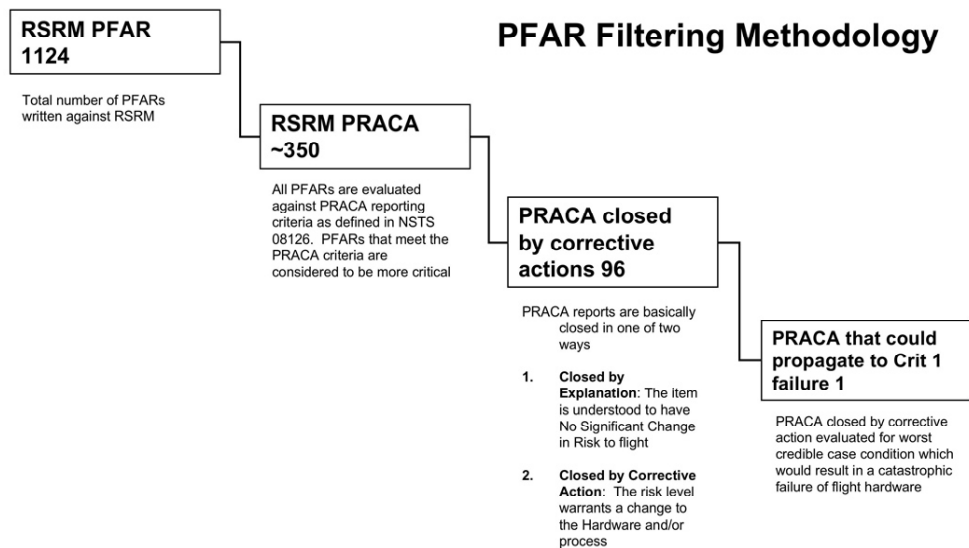 PFAR Filtering Methodology
RSRM PFAR
1124
Total number of PFARs
written against RSRM
RSRM PRACA
~350
All PFARs are evaluated
against PRACA reporting
criteria as defined in NSTS
08126.  PFARs that meet the
PRACA criteria are
considered to be more critical
PRACA closed
by corrective
actions 96
PRACA reports are basically
closed in one of two
ways
1. Closed by
Explanation: The item
is understood to have
No Significant Change
in Risk to flight
2. Closed by Corrective
Action:  The risk level
warrants a change to
the Hardware and/or
process
PRACA that could
propagate to Crit 1
failure 1
PRACA closed by corrective
action evaluated for worst
credible case condition which
would result in a catastrophic
failure of flight hardware